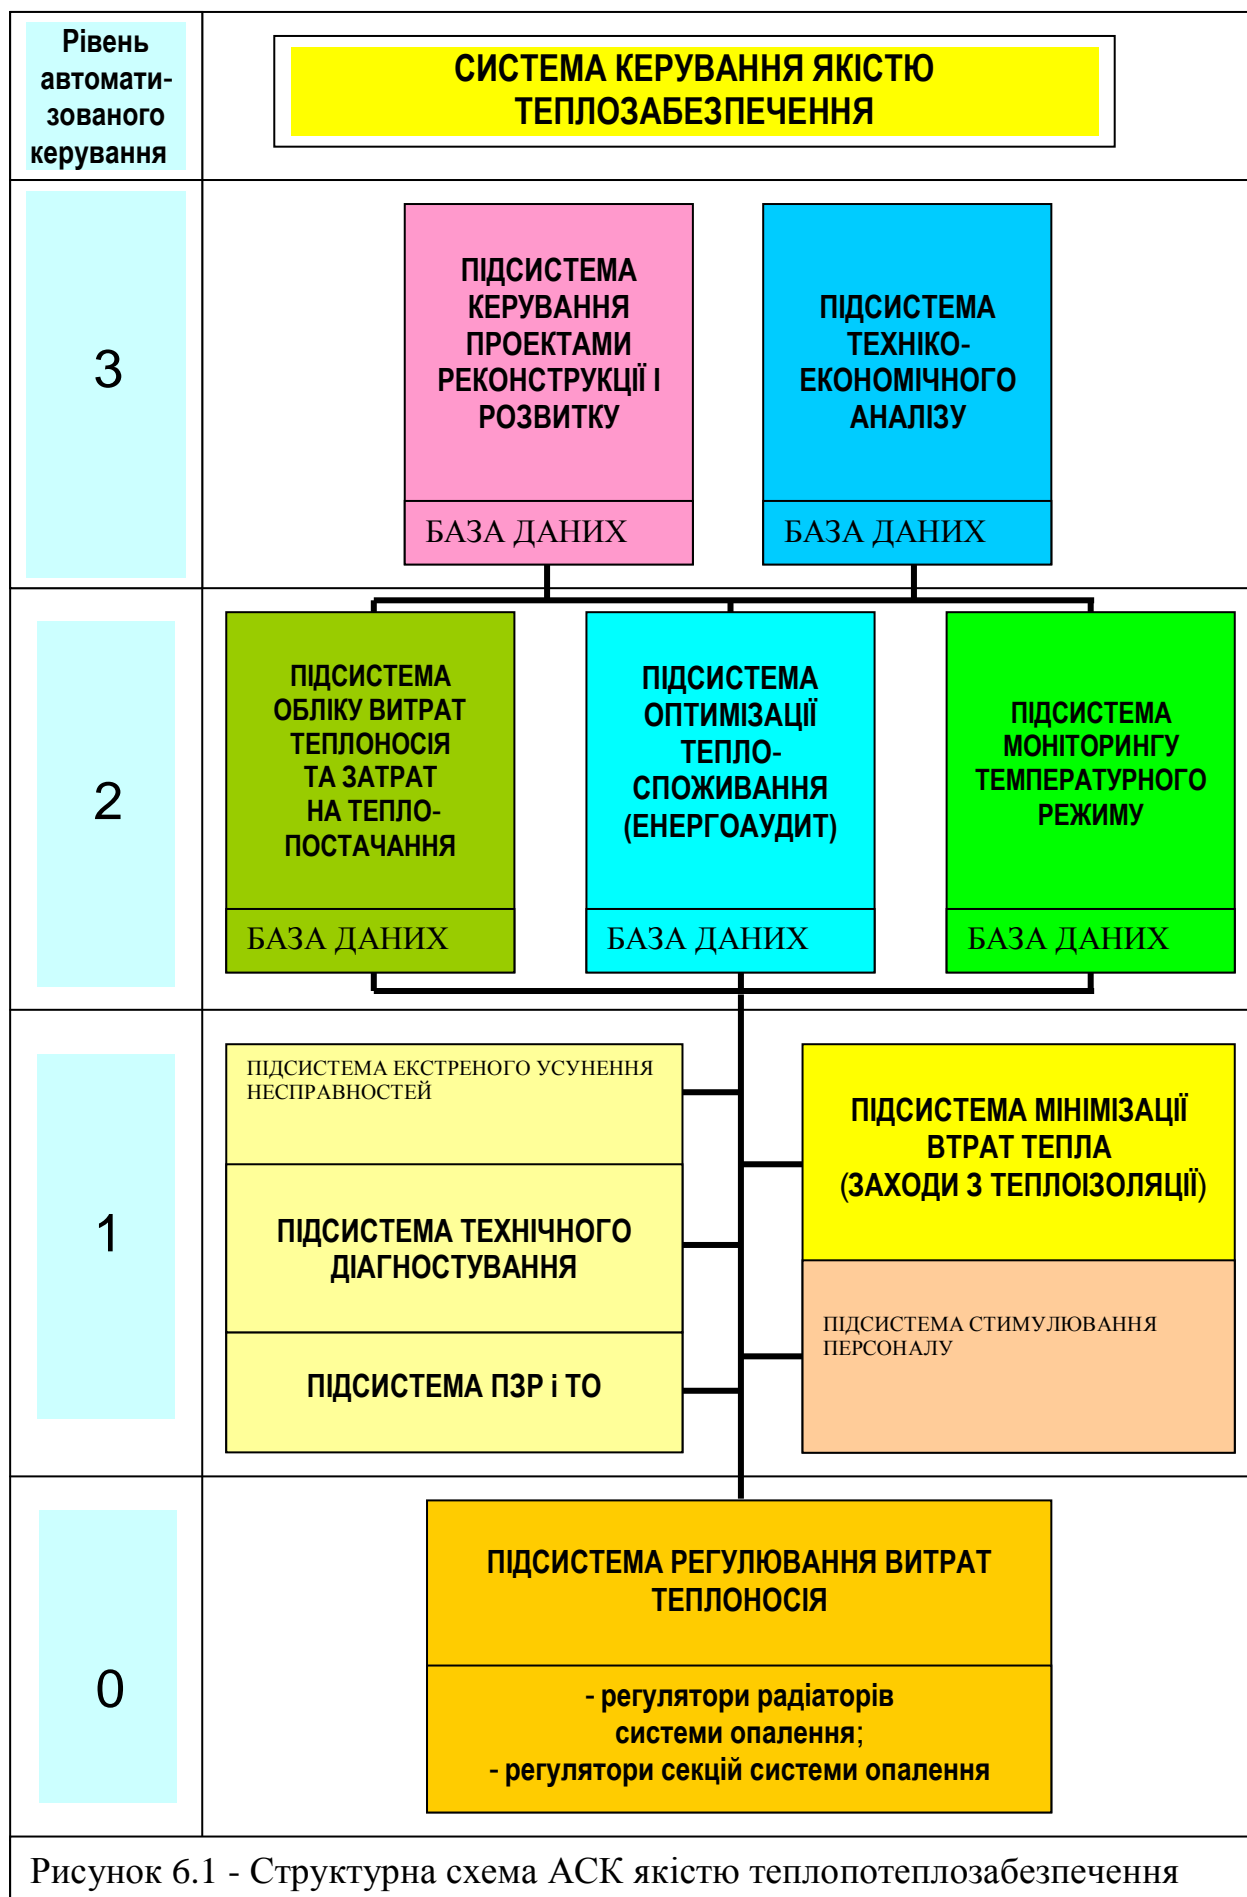 Рівень
автомати-
зованого
керування
СИСТЕМА КЕРУВАННЯ ЯКІСТЮ
ТЕПЛОЗАБЕЗПЕЧЕННЯ
3
ПІДСИСТЕМА
КЕРУВАННЯ
ПРОЕКТАМИ
РЕКОНСТРУКЦІЇ І
РОЗВИТКУ
БАЗА ДАНИХ
ПІДСИСТЕМА
ТЕХНІКО-
ЕКОНОМІЧНОГО
АНАЛІЗУ
БАЗА ДАНИХ
2
ПІДСИСТЕМА
ОБЛІКУ ВИТРАТ
ТЕПЛОНОСІЯ
ТА ЗАТРАТ
НА ТЕПЛО-
ПОСТАЧАННЯ
БАЗА ДАНИХ
ПІДСИСТЕМА
ОПТИМІЗАЦІЇ
ТЕПЛО-
СПОЖИВАННЯ
(ЕНЕРГОАУДИТ)
БАЗА ДАНИХ
ПІДСИСТЕМА
МОНІТОРИНГУ
ТЕМПЕРАТУРНОГО
РЕЖИМУ
БАЗА ДАНИХ
1
ПІДСИСТЕМА ЕКСТРЕНОГО УСУНЕННЯ
НЕСПРАВНОСТЕЙ
ПІДСИСТЕМА ТЕХНІЧНОГО
ДІАГНОСТУВАННЯ
ПІДСИСТЕМА ПЗР і ТО
ПІДСИСТЕМА МІНІМІЗАЦІЇ
ВТРАТ ТЕПЛА
(ЗАХОДИ З ТЕПЛОІЗОЛЯЦІЇ)
ПІДСИСТЕМА СТИМУЛЮВАННЯ
ПЕРСОНАЛУ
0
ПІДСИСТЕМА РЕГУЛЮВАННЯ ВИТРАТ
ТЕПЛОНОСІЯ
- регулятори радіаторів
системи опалення;
- регулятори секцій системи опалення
Рисунок 6.1 - Структурна схема АСК якістю теплопотеплозабезпечення